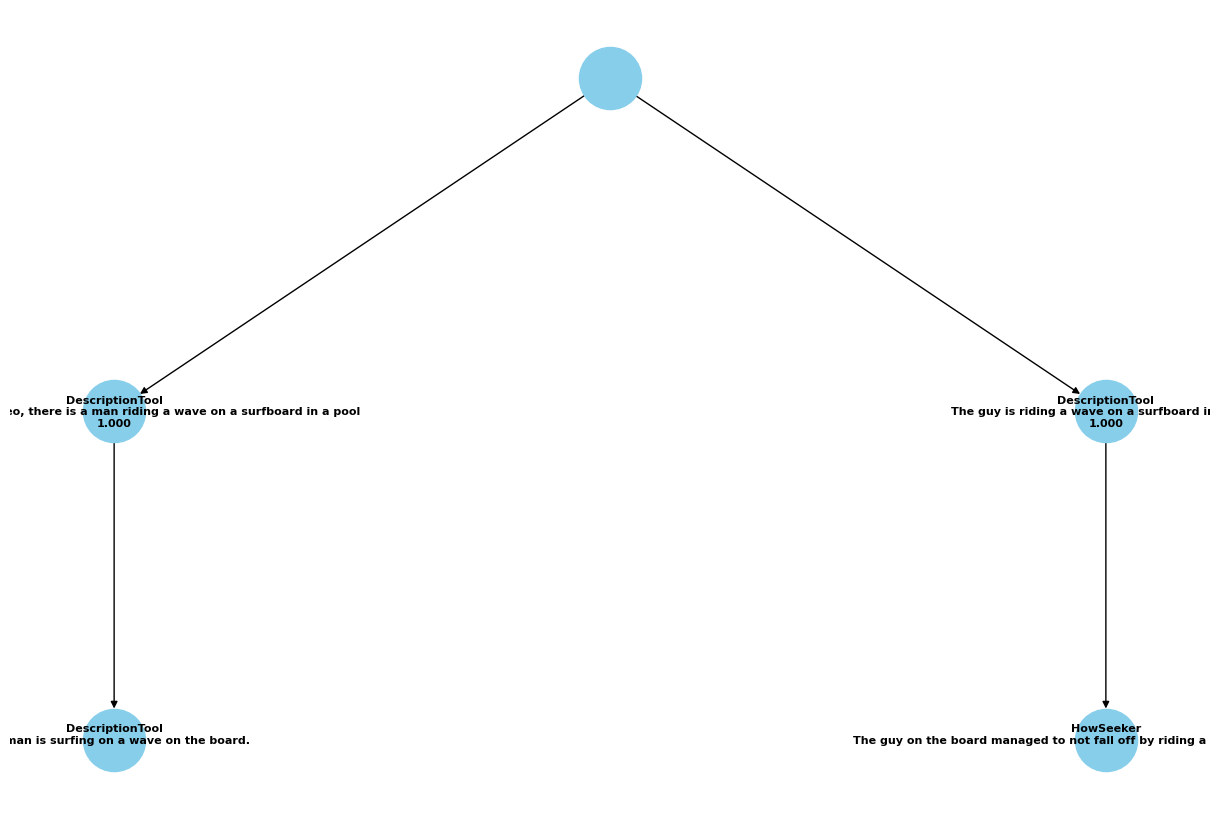 DescriptionTool
eo, there is a man riding a wave on a surfboard in a pool
1.000
DescriptionTool
The guy is riding a wave on a surfboard in
1.000
DescriptionTool
man is surfing on a wave on the board.
HowSeeker
The guy on the board managed to not fall off by riding a